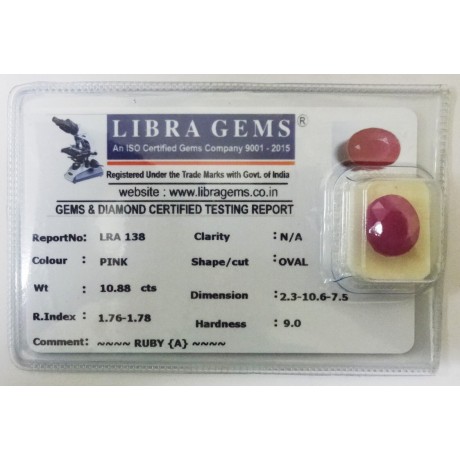 LIBRA GEMS ®
An ISO Certified Gems Company 9001 - 2015
Registered Under the Trade Marks with Govt. of India
website : www.libragems.co.in
GEMS & DIAMOND CERTIFIED TESTING REPORT
ReportNo: LRA 138 Clarity : N/A
Colour : PINK Shape/cut : OVAL
Wt : 10.88 cts Dimension : 2.3-10.6-7.5
R.Index : 1.76-1.78 Hardness : 9.0
Comment: ~~~~ RUBY {A} ~~~~